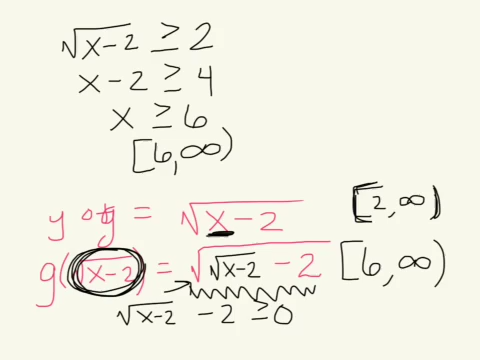 √(x-2) ≥ 2
x - 2 ≥ 4
x ≥ 6
[6,∞)
y o g = √(x-2) [2,∞)
g(√(x-2)) = √(√(x-2) - 2) [6,∞)
√(x-2) - 2 ≥ 0